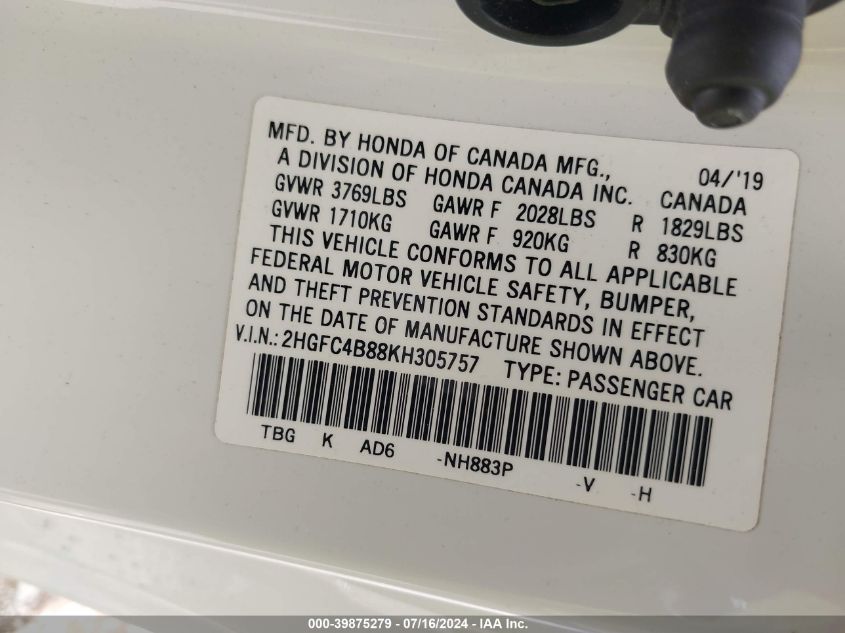 MFD. BY HONDA OF CANADA MFG., 04/'19
A DIVISION OF HONDA CANADA INC. CANADA
GVWR 3769LBS GAWR F 2028LBS R 1829LBS
GVWR 1710KG GAWR F 920KG R 830KG
THIS VEHICLE CONFORMS TO ALL APPLICABLE
FEDERAL MOTOR VEHICLE SAFETY, BUMPER,
AND THEFT PREVENTION STANDARDS IN EFFECT
ON THE DATE OF MANUFACTURE SHOWN ABOVE.
V.I.N.: 2HGFC4B88KH305757 TYPE: PASSENGER CAR
TBG K AD6 -NH883P -V -H
000-39875279 - 07/16/2024 - IAA Inc.